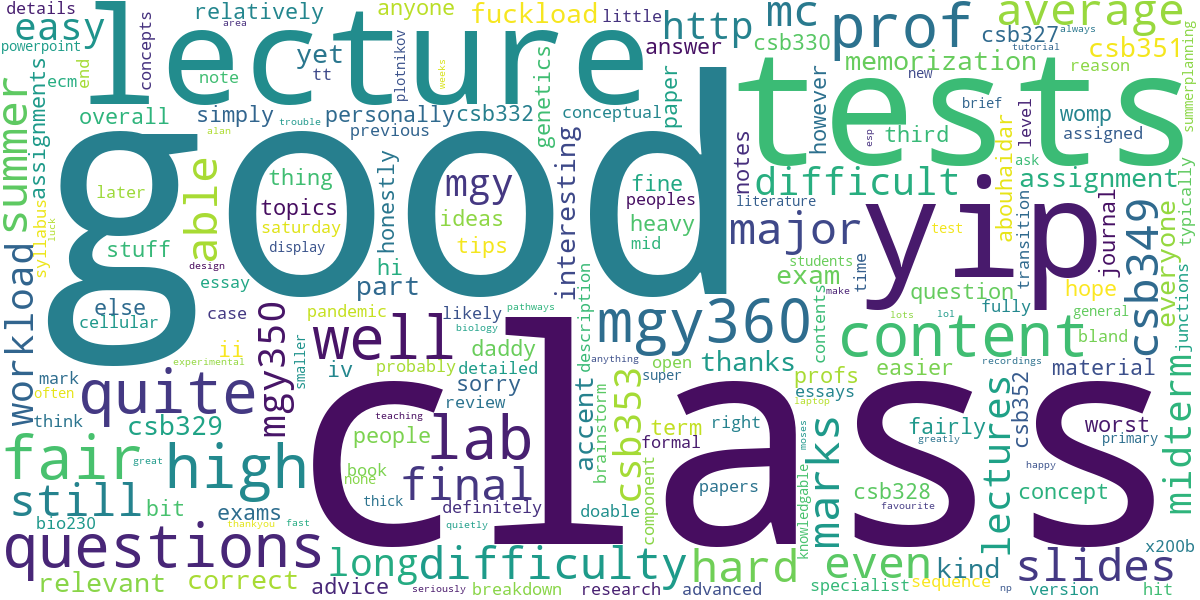 details
easy
powerpoint
lecture
concepts
relatively
area
anyone
fuckload
little
http
mc
prof
average
csb327
tutorial
always
csb351
summerplanning
yet
tt
plotnikov
weeks
answer
csb330
memorization
reason
summer
ecm
end
assignments
note
overall
simply
personally
csb332
genetics
conceptual
paper
new
tests
brief
womp
level
assigned
trouble
alan
previous
good
however
esp
third
notes
abouhaidar
ask
thing
topics
saturday
display
honestly
mgy
ideas
tips
interesting
fine
peoples
heavy
mid
difficult
literature
assignment
typically
able
later
stuff
syllabus
luck
major
yip
test
transition
journal
csb349
everyone
workload
design
essay
hi
part
description
students
time
exam
make
question
hope
fully
general
junctions
else
cellular
case
mgy350
pandemic
likely
pathways
biology
mgy360
contents
content
lots
lol
bland
experimental
ii
smaller
well
iv
probably
daddy
detailed
open
anything
thanks
super
profs
essays
laptop
easier
recordings
material
csb352
mark
often
think
quite
class
sorry
review
brainstorm
csb353
term
formal
right
moses
marks
fairly
greatly
lectures
worst
primary
midterm
csb329
teaching
people
lab
accent
fair
great
high
book
none
final
thick
definitely
component
papers
knowledgable
csb328
favourite
happy
concept
still
bit
bio230
exams
thankyou
fast
quietly
doable
questions
long
difficulty
hard
even
kind
slides
x200b
relevant
correct
advice
seriously
breakdown
research
advanced
specialist
sequence
np
version
hit